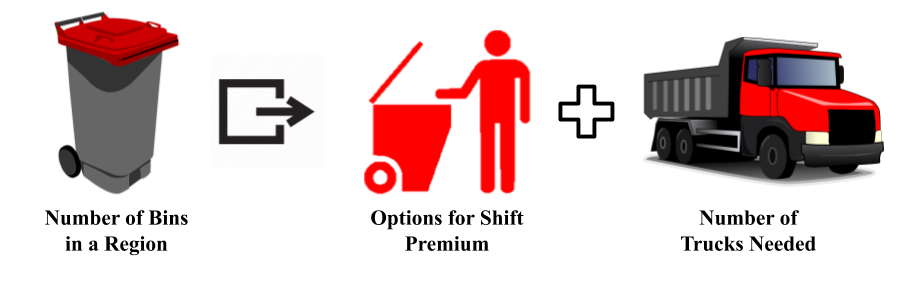 Number of Bins
in a Region
Options for Shift
Premium
Number of
Trucks Needed